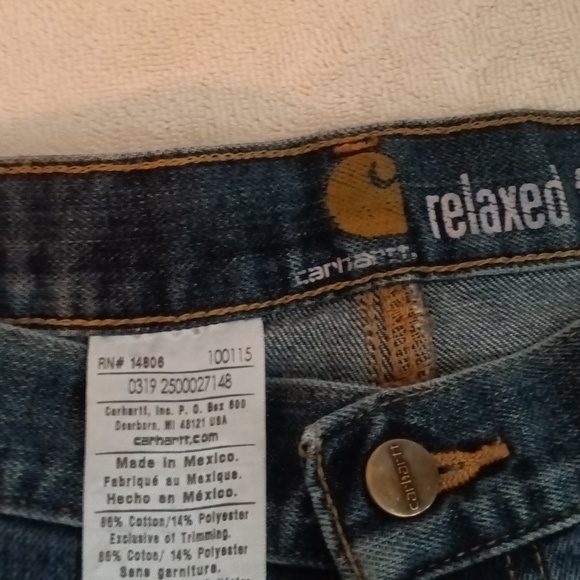 relaxed
carhartt
RN# 14806 100115
0319 2500027148
Carhartt, Inc. P. O. Box 600
Dearborn, MI 48121 USA
carhartt.com
Made in Mexico.
Fabriqué au Mexique.
Hecho en México.
86% Cotton/14% Polyester
Exclusive of Trimming.
86% Coton/ 14% Polyester
Sans garniture.
carhartt